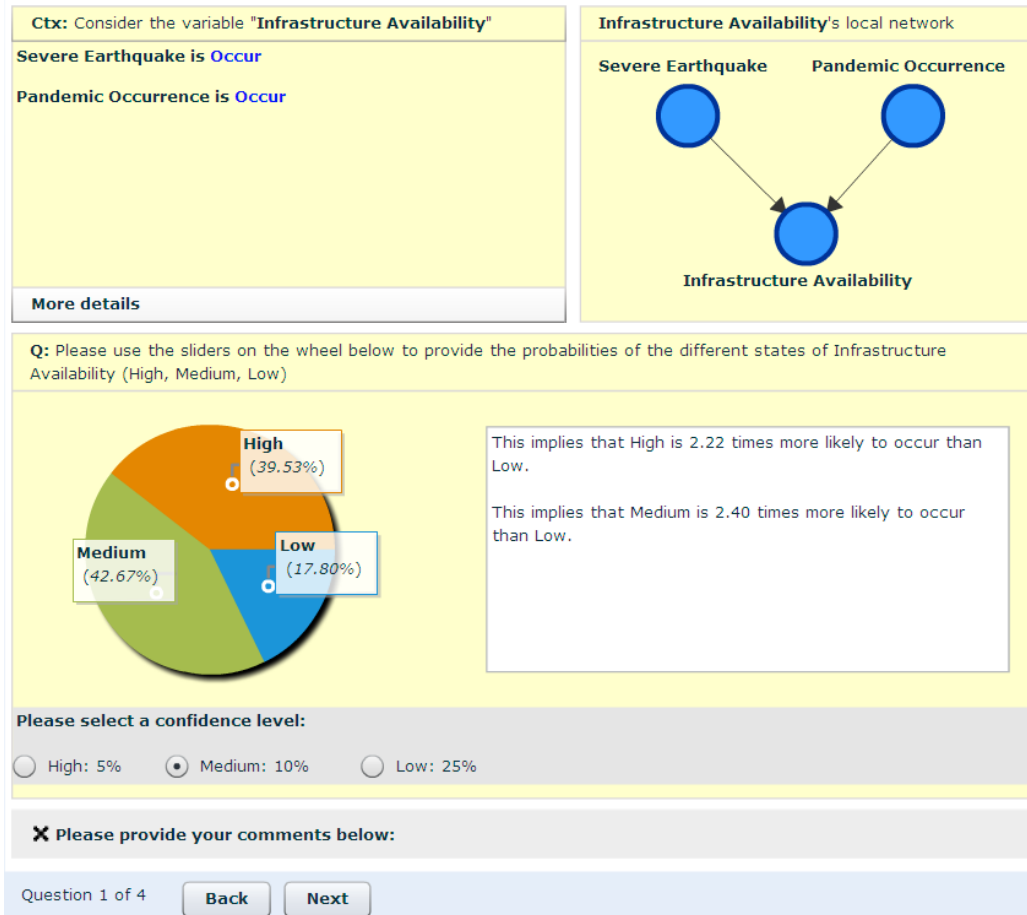 Ctx: Consider the variable "Infrastructure Availability"
Severe Earthquake is Occur
Pandemic Occurrence is Occur
More details
Infrastructure Availability's local network
Severe Earthquake
Pandemic Occurrence
Infrastructure Availability
Q: Please use the sliders on the wheel below to provide the probabilities of the different states of Infrastructure
Availability (High, Medium, Low)
High
(39.53%)
Low
(17.80%)
Medium
(42.67%)
This implies that High is 2.22 times more likely to occur than
Low.
This implies that Medium is 2.40 times more likely to occur
than Low.
Please select a confidence level:
High: 5%
Medium: 10%
Low: 25%
Please provide your comments below:
Question 1 of 4
Back
Next